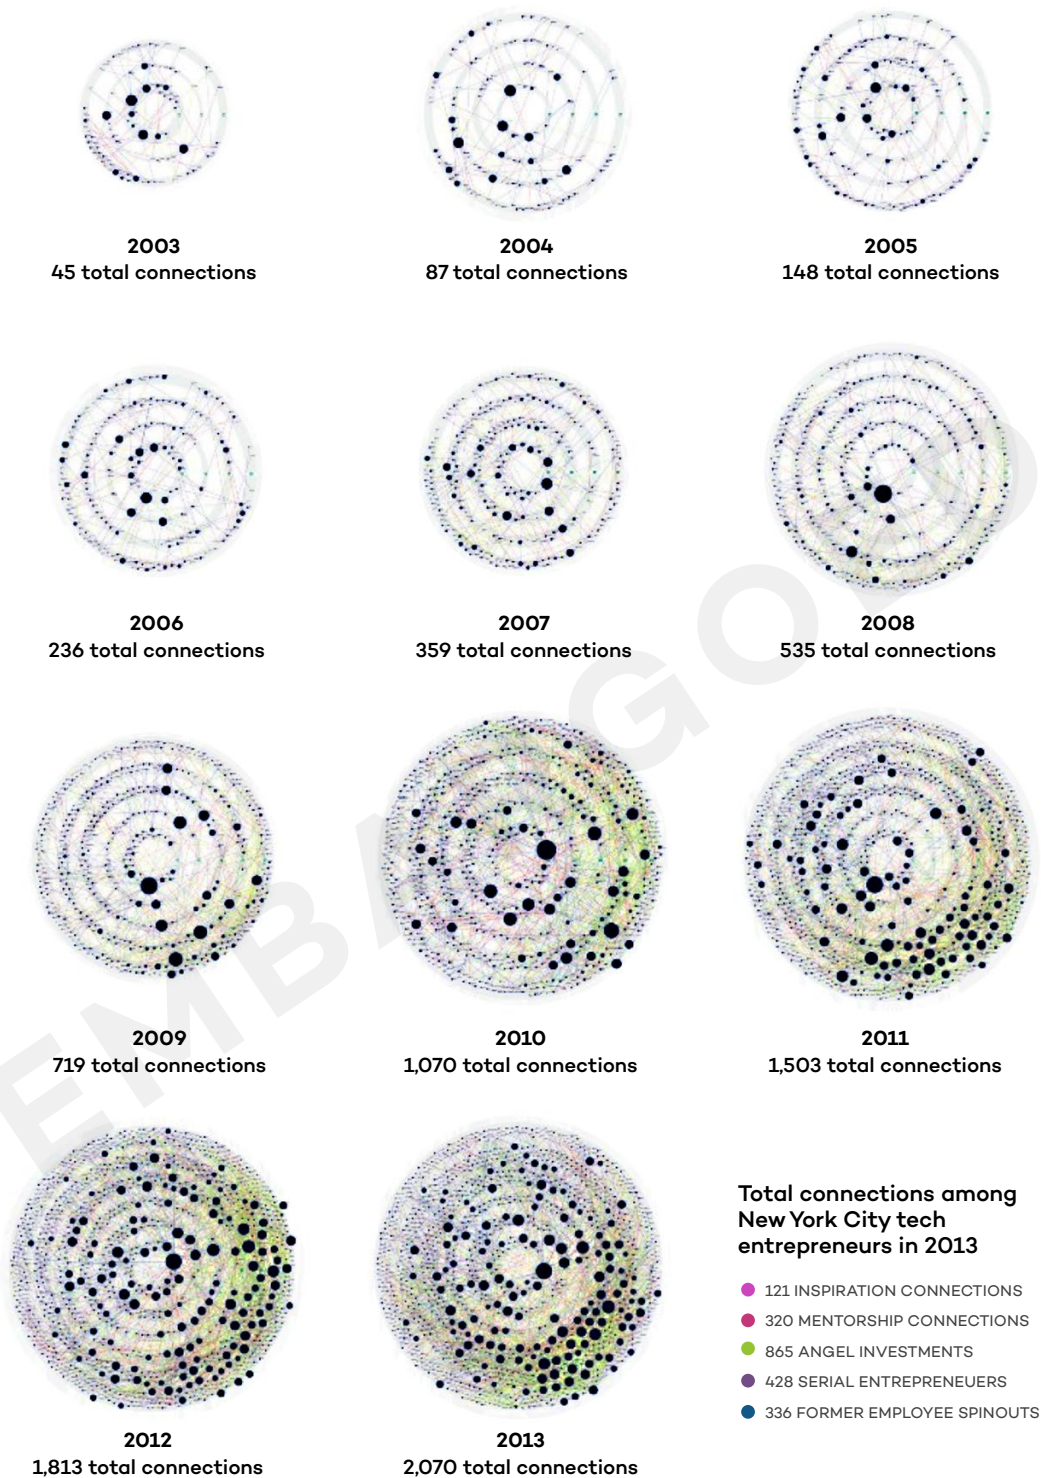 2003
45 total connections
2004
87 total connections
2005
148 total connections
2006
236 total connections
2007
359 total connections
2008
535 total connections
EMBARGOED
2009
719 total connections
2010
1,070 total connections
2011
1,503 total connections
2012
1,813 total connections
2013
2,070 total connections
Total connections among
New York City tech
entrepreneurs in 2013
121 INSPIRATION CONNECTIONS
320 MENTORSHIP CONNECTIONS
865 ANGEL INVESTMENTS
428 SERIAL ENTREPRENEUERS
336 FORMER EMPLOYEE SPINOUTS